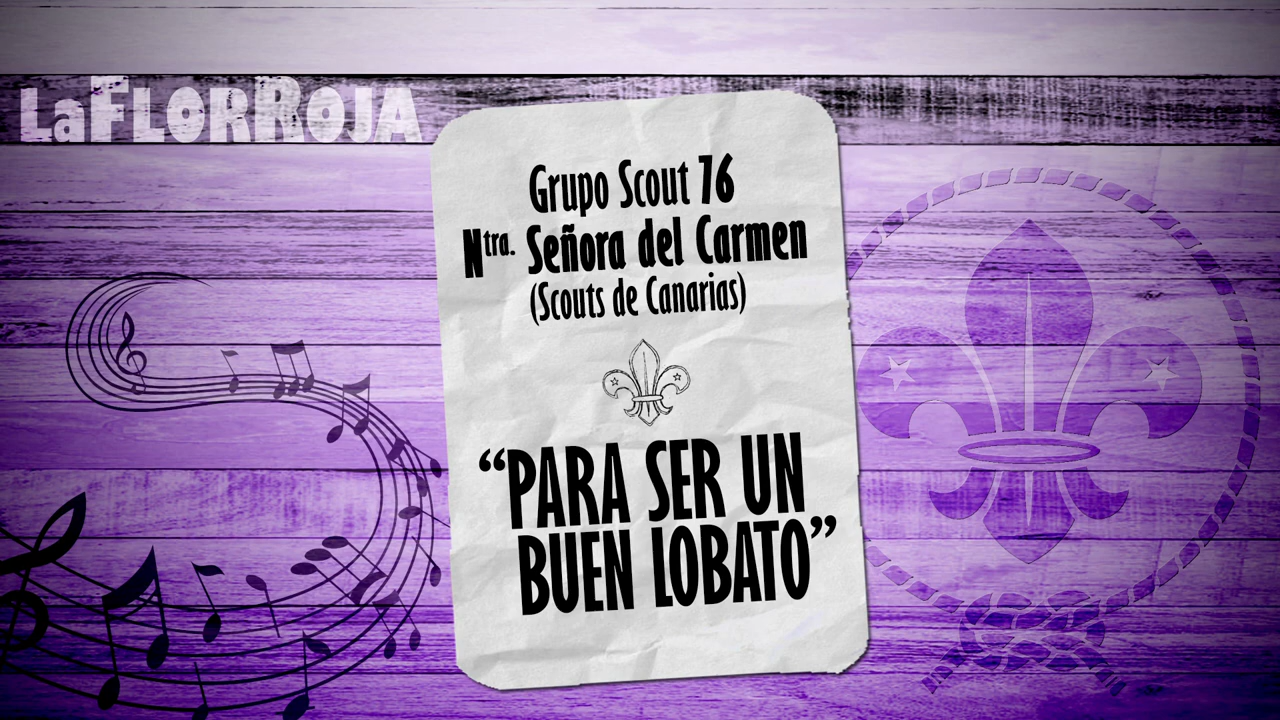 LaFlorRoja
Grupo Scout 76
Ntra. Señora del Carmen
(Scouts de Canarias)
“PARA SER UN
BUEN LOBATO”